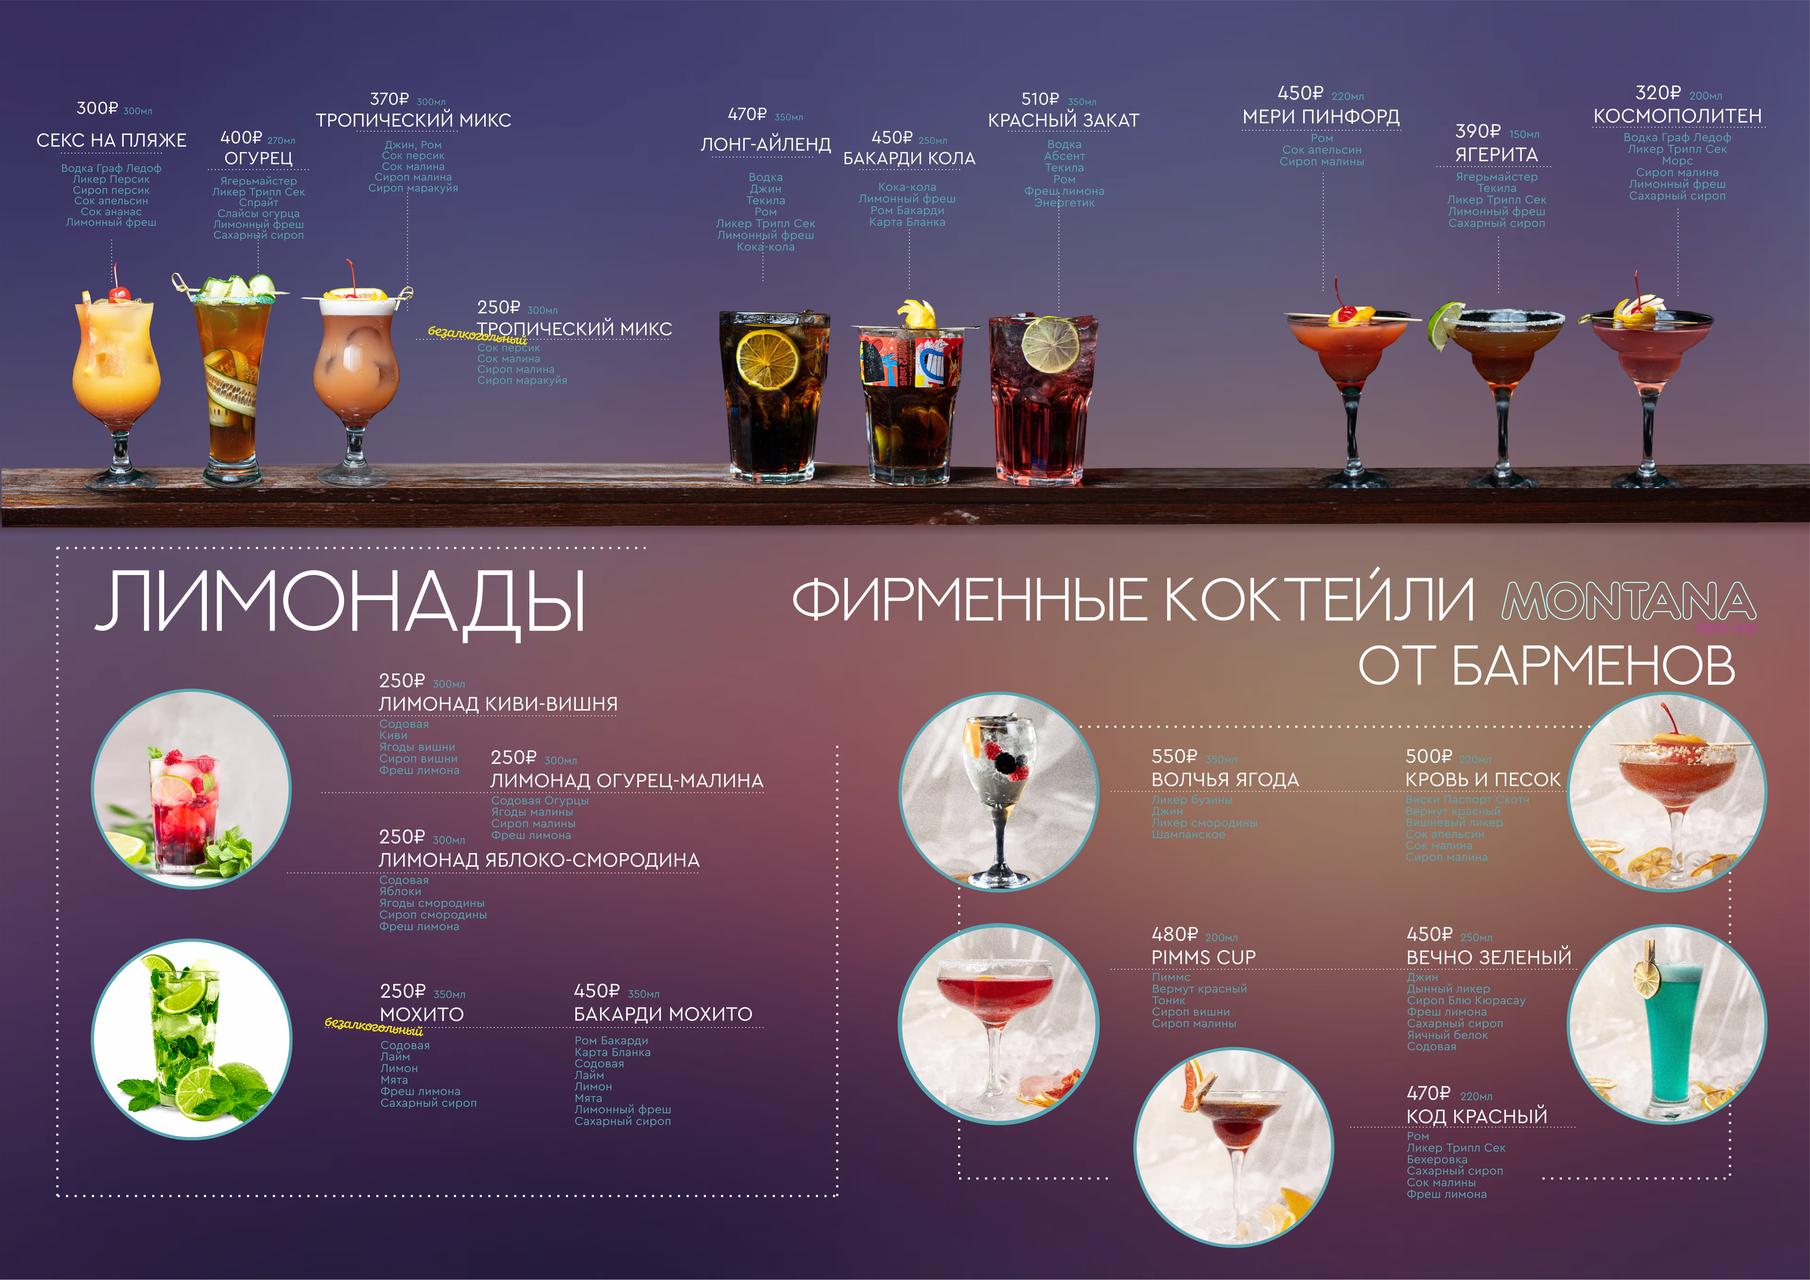 300₽ 300мл
СЕКС НА ПЛЯЖЕ
Водка Граф Ледоф
Ликер Персик
Сироп персик
Сок апельсин
Сок ананас
Лимонный фреш
400₽ 270мл
ОГУРЕЦ
Ягерьмайстер
Ликер Трипл Сек
Спрайт
Слайсы огурца
Лимонный фреш
Сахарный сироп
370₽ 300мл
ТРОПИЧЕСКИЙ МИКС
Джин, Ром
Сок персик
Сок малина
Сироп малина
Сироп маракуйя
250₽ 300мл
ТРОПИЧЕСКИЙ МИКС
безалкогольный
Сок персик
Сок малина
Сироп малина
Сироп маракуйя
470₽ 350мл
ЛОНГ-АЙЛЕНД
Водка
Джин
Текила
Ром
Ликер Трипл Сек
Лимонный фреш
Кока-кола
450₽ 250мл
БАКАРДИ КОЛА
Кока-кола
Лимонный фреш
Ром Бакарди
Карта Бланка
510₽ 350мл
КРАСНЫЙ ЗАКАТ
Водка
Абсент
Текила
Ром
Фреш лимона
Энергетик
450₽ 220мл
МЕРИ ПИНФОРД
Ром
Сок апельсин
Сироп малины
390₽ 150мл
ЯГЕРИТА
Ягерьмайстер
Текила
Ликер Трипл Сек
Лимонный фреш
Сахарный сироп
320₽ 200мл
КОСМОПОЛИТЕН
Водка Граф Ледоф
Ликер Трипл Сек
Морс
Сироп малина
Лимонный фреш
Сахарный сироп
ЛИМОНАДЫ
250₽ 300мл
ЛИМОНАД КИВИ-ВИШНЯ
Содовая
Киви
Ягоды вишни
Сироп вишни
Фреш лимона
250₽ 300мл
ЛИМОНАД ОГУРЕЦ-МАЛИНА
Содовая Огурцы
Ягоды малины
Сироп малины
Фреш лимона
250₽ 300мл
ЛИМОНАД ЯБЛОКО-СМОРОДИНА
Содовая
Яблоки
Ягоды смородины
Сироп смородины
Фреш лимона
250₽ 350мл
МОХИТО
безалкогольный
Содовая
Лайм
Лимон
Мята
Фреш лимона
Сахарный сироп
450₽ 350мл
БАКАРДИ МОХИТО
Ром Бакарди
Карта Бланка
Содовая
Лайм
Лимон
Мята
Лимонный фреш
Сахарный сироп
ФИРМЕННЫЕ КОКТЕЙЛИ MONTANA
ОТ БАРМЕНОВ
550₽ 350мл
ВОЛЧЬЯ ЯГОДА
Ликер бузины
Джин
Ликер смородины
Шампанское
500₽ 220мл
КРОВЬ И ПЕСОК
Виски Паспорт Скотч
Вермут красный
Вишневый ликер
Сок апельсин
Сок малина
Сироп малина
480₽ 200мл
PIMMS CUP
Пиммс
Вермут красный
Тоник
Сироп вишни
Сироп малины
450₽ 250мл
ВЕЧНО ЗЕЛЕНЫЙ
Джин
Дынный ликер
Сироп Блю Кюрасау
Фреш лимона
Сахарный сироп
Яичный белок
Содовая
470₽ 220мл
КОД КРАСНЫЙ
Ром
Ликер Трипл Сек
Бехеровка
Сахарный сироп
Сок малины
Фреш лимона